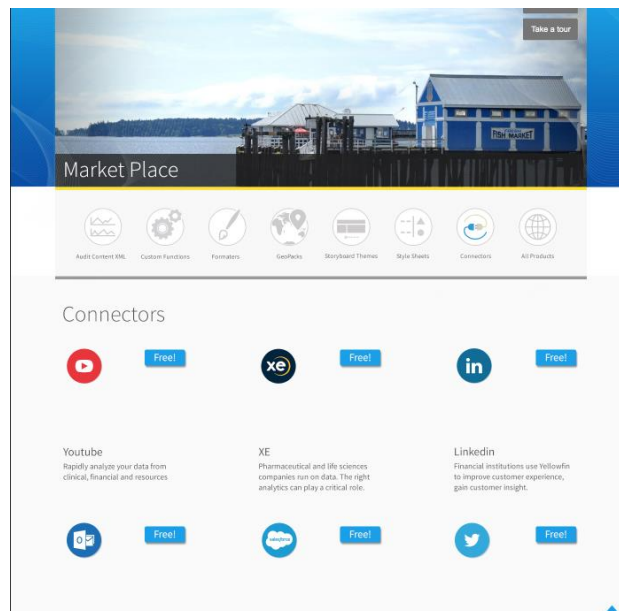 Take a tour
FISH MARKET
Market Place
Audit Content XML
Custom Functions
Formaters
GeoPacks
Storyboard Themes
Style Sheets
Connectors
All Products
Connectors
Free!
xe
Free!
in
Free!
Youtube
Rapidly analyze your data from
clinical, financial and resources
XE
Pharmaceutical and life sciences
companies run on data. The right
analytics can play a critical role.
Linkedin
Financial institutions use Yellowfin
to improve customer experience,
gain customer insight.
O
Free!
salesforce
Free!
Free!